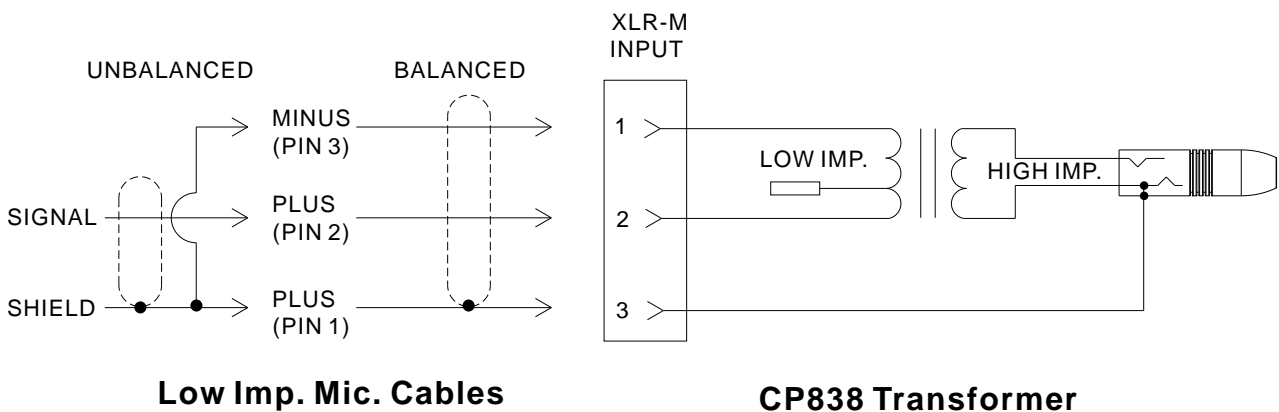 XLR-M
INPUT
UNBALANCED
BALANCED
MINUS
(PIN 3)
1
LOW IMP.
HIGH IMP.
SIGNAL
PLUS
(PIN 2)
2
SHIELD
PLUS
(PIN 1)
3
Low Imp. Mic. Cables
CP838 Transformer